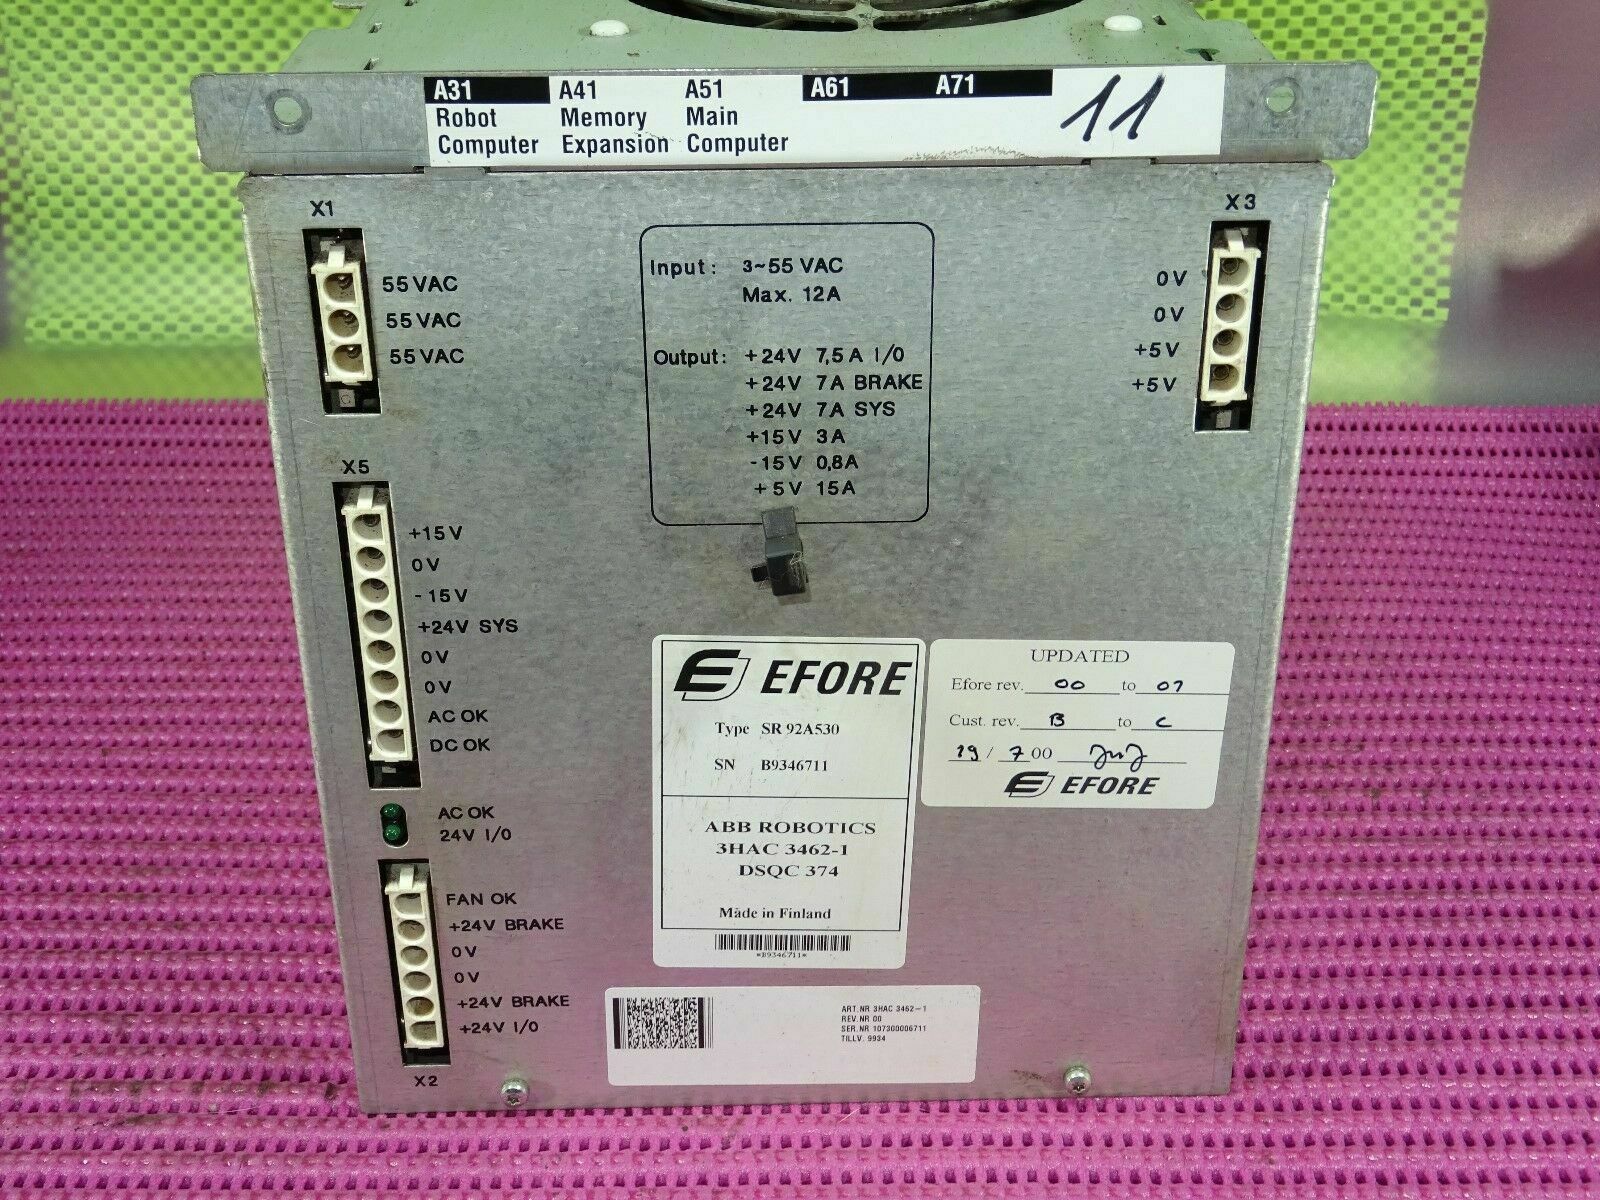 A31 A41 A51 A61 A71
Robot Memory Main
Computer Expansion Computer
11
X1
55 VAC
55 VAC
55 VAC
Input: 3~55 VAC
Max. 12A
Output: +24V 7,5A I/O
+24V 7A BRAKE
+24V 7A SYS
+15V 3A
-15V 0,8A
+5V 15A
X3
0V
0V
+5V
+5V
X5
+15V
0V
-15V
+24V SYS
0V
0V
AC OK
DC OK
AC OK
24V I/O
FAN OK
+24V BRAKE
0V
0V
+24V BRAKE
+24V I/O
X2
EFORE
Type SR 92A530
SN B9346711
ABB ROBOTICS
3HAC 3462-1
DSQC 374
Made in Finland
*B9346711*
UPDATED
Efore rev. 00 to 07
Cust. rev. B to C
19 / 7 00
EFORE
ART.NR 3HAC 3462-1
REV.NR 00
SER.NR 107300006711
TILLV. 9934